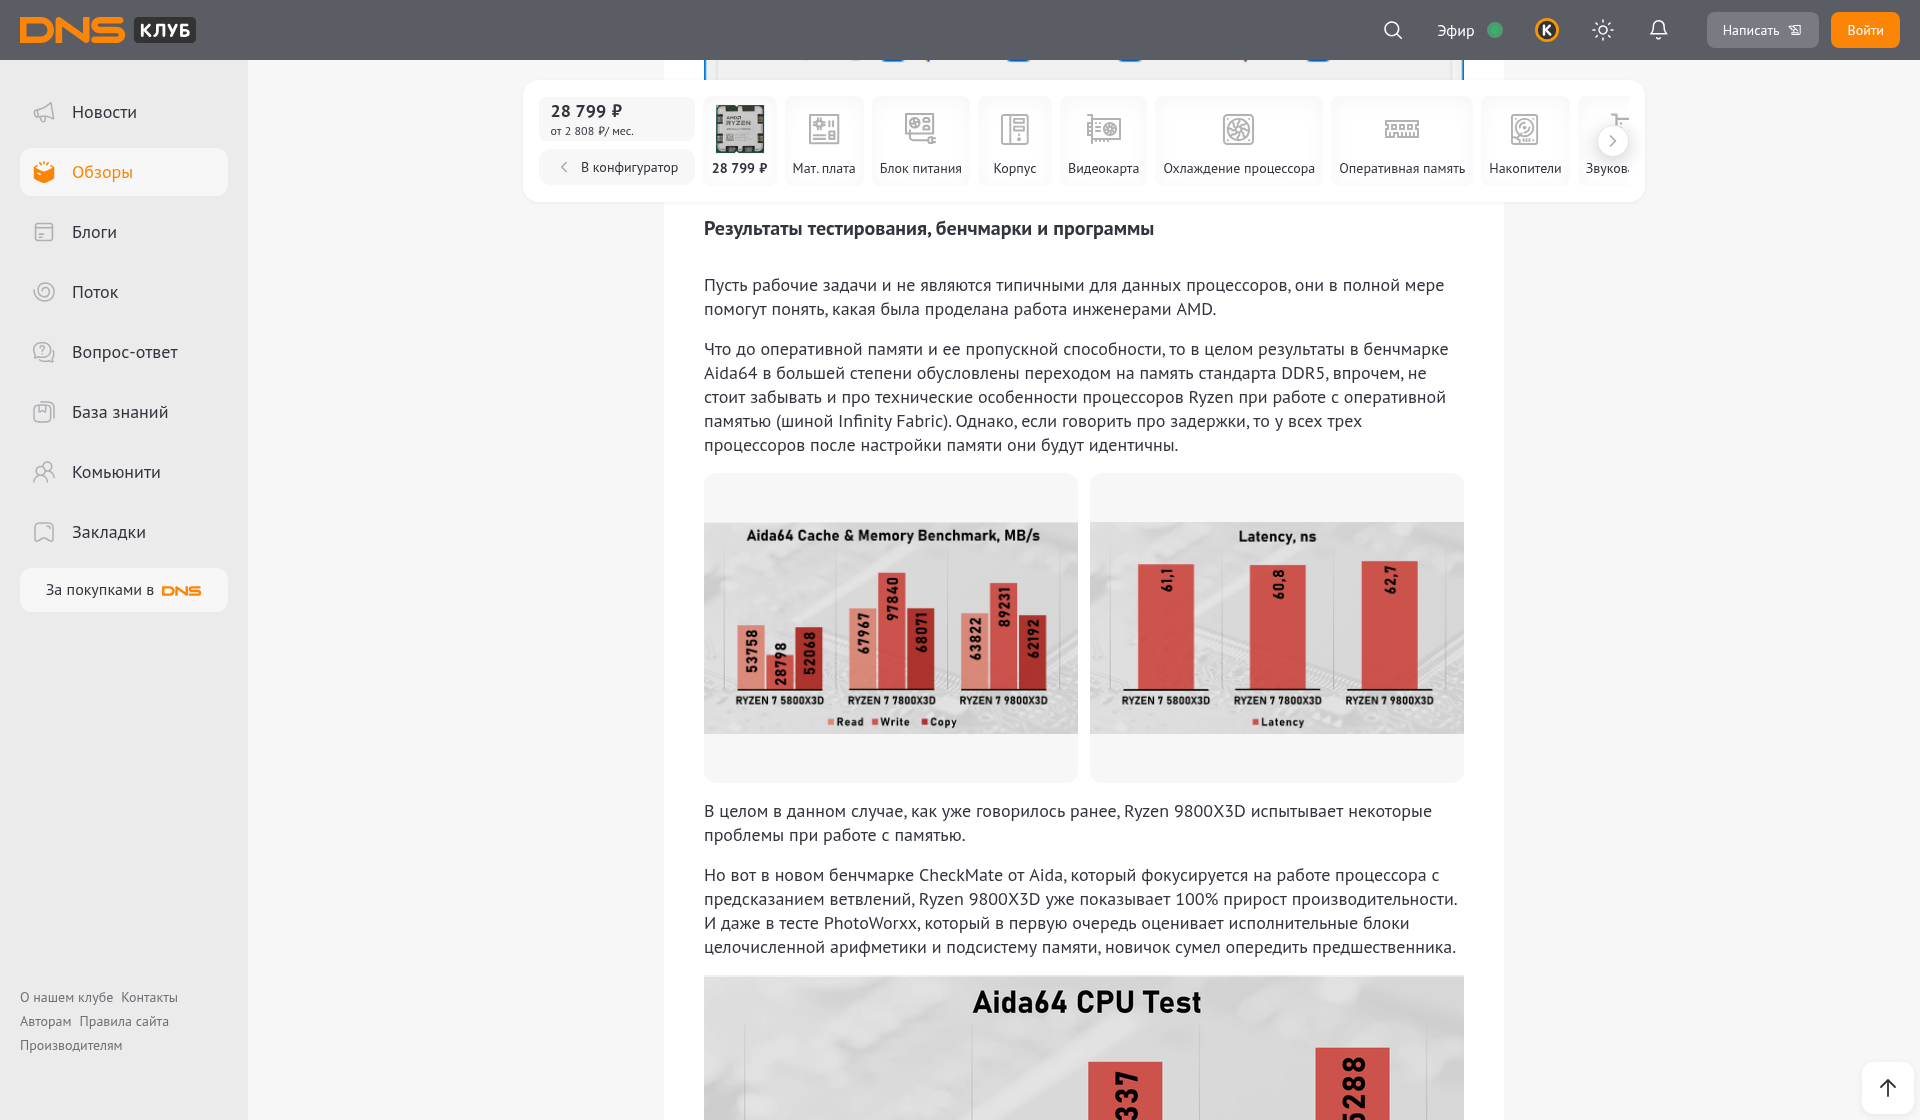 DNS КЛУБ
Эфир
K
Написать
Войти
Новости
Обзоры
Блоги
Поток
Вопрос-ответ
База знаний
Комьюнити
Закладки
За покупками в DNS
О нашем клубе Контакты
Авторам Правила сайта
Производителям
28 799 ₽
от 2 808 ₽/ мес.
В конфигуратор
AMD
RYZEN
28 799 ₽
Мат. плата
Блок питания
Корпус
Видеокарта
Охлаждение процессора
Оперативная память
Накопители
Звукова
Результаты тестирования, бенчмарки и программы
Пусть рабочие задачи и не являются типичными для данных процессоров, они в полной мере
помогут понять, какая была проделана работа инженерами AMD.
Что до оперативной памяти и ее пропускной способности, то в целом результаты в бенчмарке
Aida64 в большей степени обусловлены переходом на память стандарта DDR5, впрочем, не
стоит забывать и про технические особенности процессоров Ryzen при работе с оперативной
памятью (шиной Infinity Fabric). Однако, если говорить про задержки, то у всех трех
процессоров после настройки памяти они будут идентичны.
Aida64 Cache & Memory Benchmark, MB/s
53758 28798 52068
67967 97840 68071
63822 89231 62192
RYZEN 7 5800X3D RYZEN 7 7800X3D RYZEN 7 9800X3D
Read Write Copy
Latency, ns
61,1 60,8 62,7
RYZEN 7 5800X3D RYZEN 7 7800X3D RYZEN 7 9800X3D
Latency
В целом в данном случае, как уже говорилось ранее, Ryzen 9800X3D испытывает некоторые
проблемы при работе с памятью.
Но вот в новом бенчмарке CheckMate от Aida, который фокусируется на работе процессора с
предсказанием ветвлений, Ryzen 9800X3D уже показывает 100% прирост производительности.
И даже в тесте PhotoWorxx, который в первую очередь оценивает исполнительные блоки
целочисленной арифметики и подсистему памяти, новичок сумел опередить предшественника.
Aida64 CPU Test
337
5288